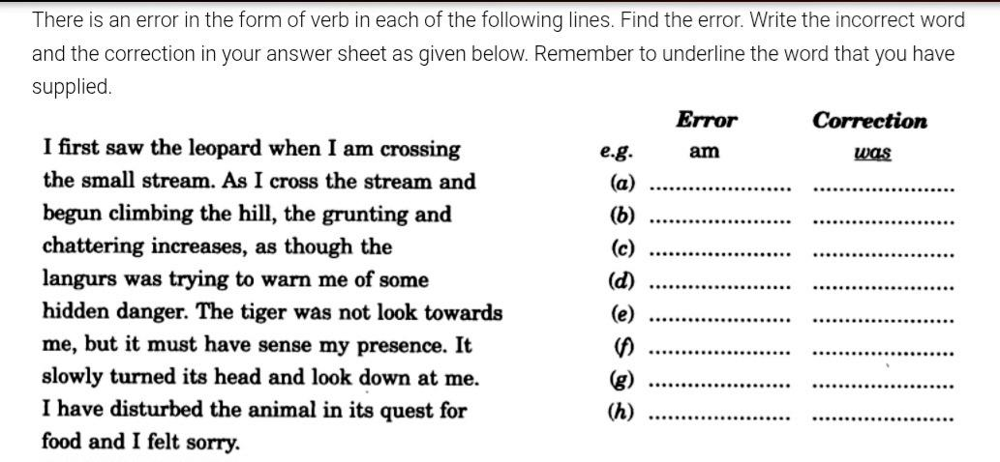 There is an error in the form of verb in each of the following lines. Find the error. Write the incorrect word
and the correction in your answer sheet as given below. Remember to underline the word that you have
supplied.
Error Correction
I first saw the leopard when I am crossing e.g. am was
the small stream. As I cross the stream and (a) .................... ....................
begun climbing the hill, the grunting and (b) .................... ....................
chattering increases, as though the (c) .................... ....................
langurs was trying to warn me of some (d) .................... ....................
hidden danger. The tiger was not look towards (e) .................... ....................
me, but it must have sense my presence. It (f) .................... ....................
slowly turned its head and look down at me. (g) .................... ....................
I have disturbed the animal in its quest for (h) .................... ....................
food and I felt sorry.